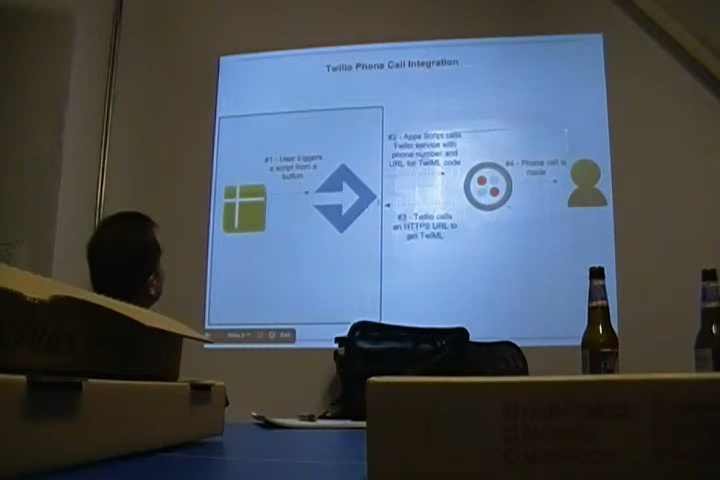 Twilio Phone Call Integration
#1 - User triggers
a script from a
button
#2 - Apps Script calls
Twilio service with
phone number and
URL for TwiML code
#3 - Twilio calls
an HTTPS URL to
get TwiML
#4 - Phone call is
made